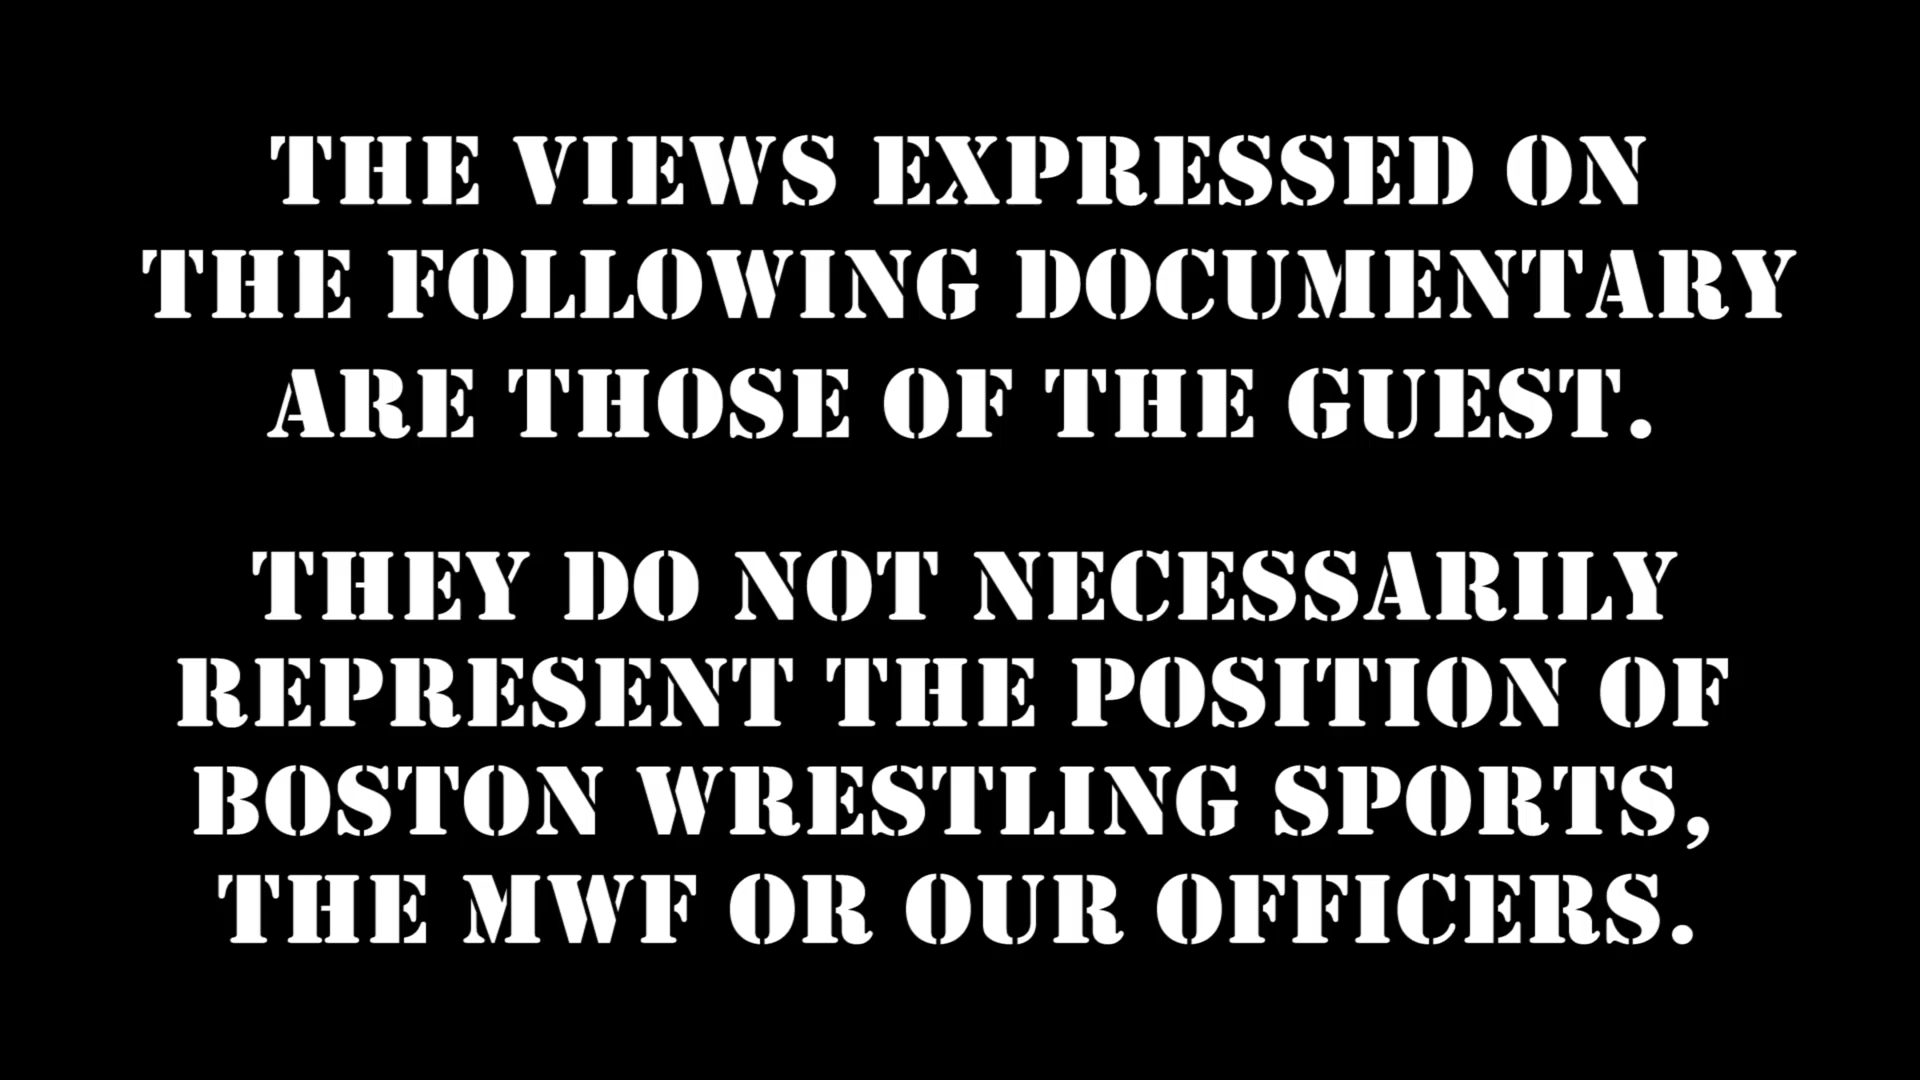 THE VIEWS EXPRESSED ON
THE FOLLOWING DOCUMENTARY
ARE THOSE OF THE GUEST.
THEY DO NOT NECESSARILY
REPRESENT THE POSITION OF
BOSTON WRESTLING SPORTS,
THE MWF OR OUR OFFICERS.